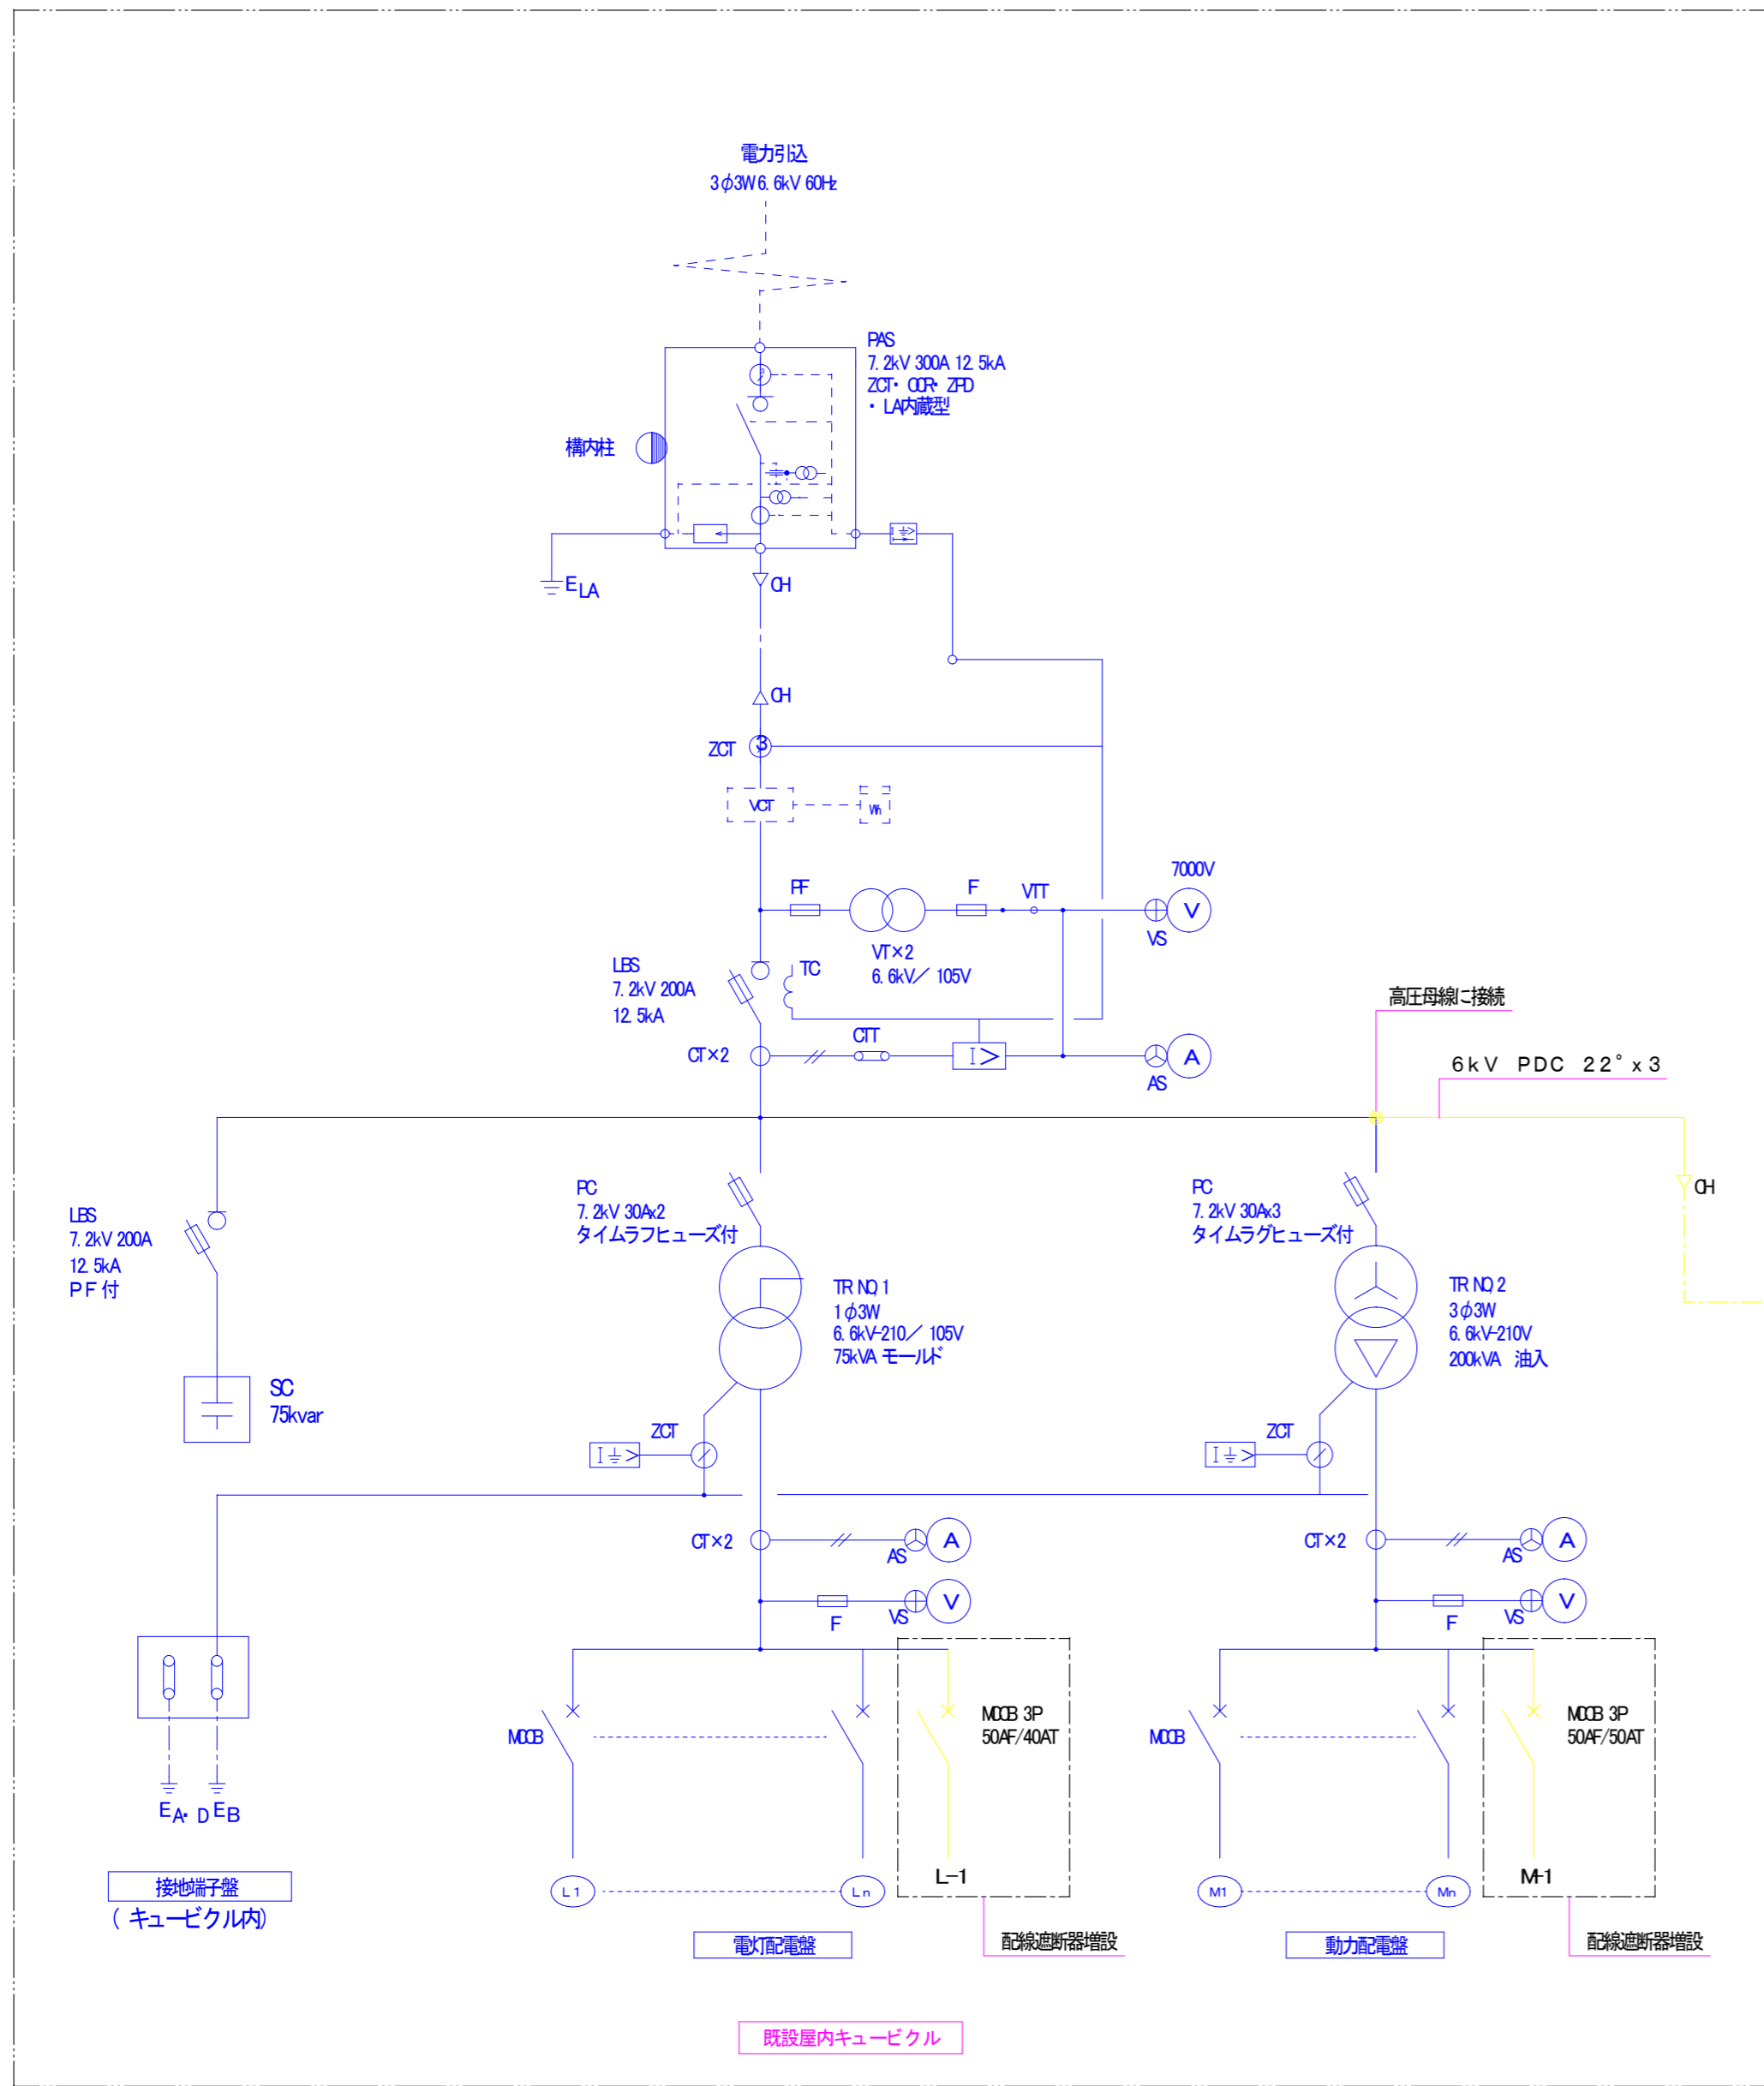 電力引込
3φ3W 6.6kV 60Hz
PAS
7.2kV 300A 12.5kA
ZCT・OCR・ZPD
・LA内蔵型
構内柱
3
I >
ELA
CH
CH
ZCT
3
VCT
Wh
7000V
PF
F
VTT
V
VS
VT×2
6.6kV／105V
LBS
7.2kV 200A
12.5kA
TC
CT×2
CTT
I>
A
AS
高圧母線に接続
6kV PDC 22°x3
CH
LBS
7.2kV 200A
12.5kA
PF付
PC
7.2kV 30Ax2
タイムラフヒューズ付
PC
7.2kV 30Ax3
タイムラグヒューズ付
TR NO,1
1φ3W
6.6kV-210／105V
75kVA モールド
TR NO,2
3φ3W
6.6kV-210V
200kVA 油入
SC
75kvar
ZCT
I >
ZCT
I >
CT×2
AS
A
CT×2
AS
A
F
VS
V
F
VS
V
MDCB
MDCB 3P
50AF/40AT
MDCB
MDCB 3P
50AF/50AT
EA・D EB
L1
Ln
L-1
M1
Mn
M-1
接地端子盤
(キュービクル内)
電灯配電盤
配線遮断器増設
動力配電盤
配線遮断器増設
既設屋内キュービクル